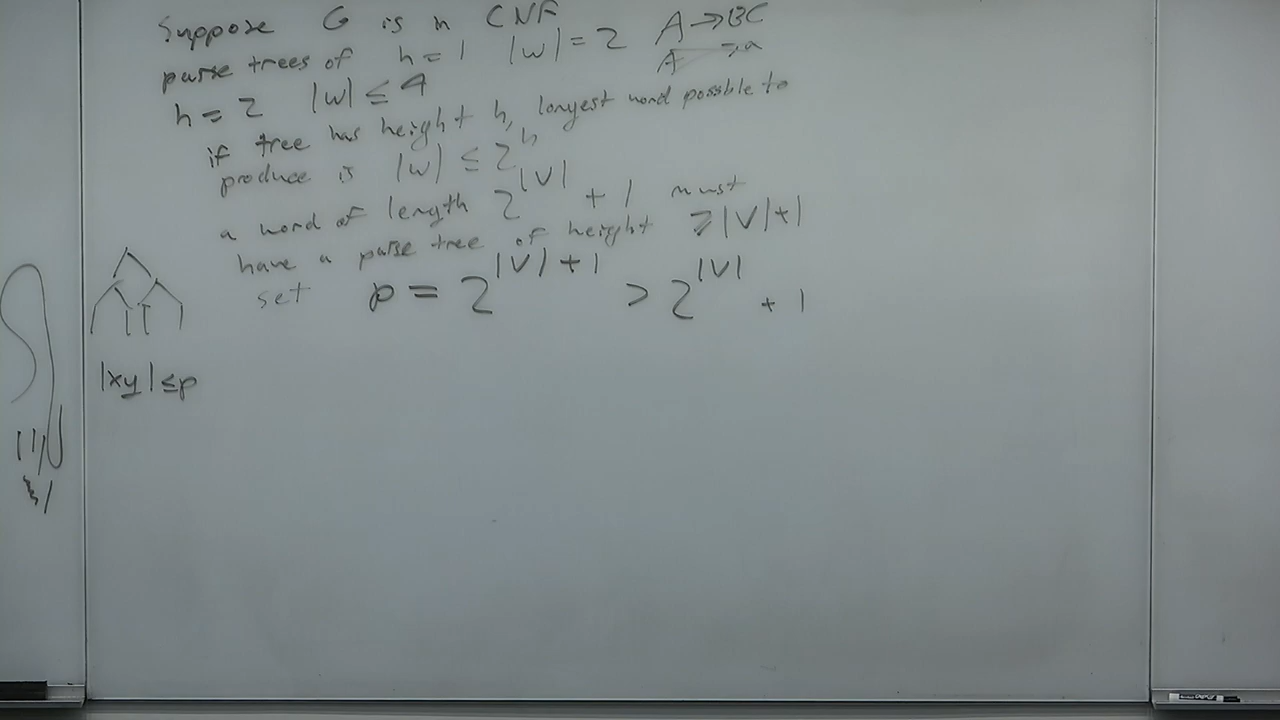 Suppose G is in CNF A → BC
parse trees of h = 1 |w| = 2 A → a
h = 2 |w| ≤ 4
if tree has height h, longest word possible to
produce is |w| ≤ 2^h
a word of length 2^|V| + 1 must
have a parse tree of height ≥ |V| + 1
set p = 2^{|V| + 1} > 2^|V| + 1
|xy| ≤ p